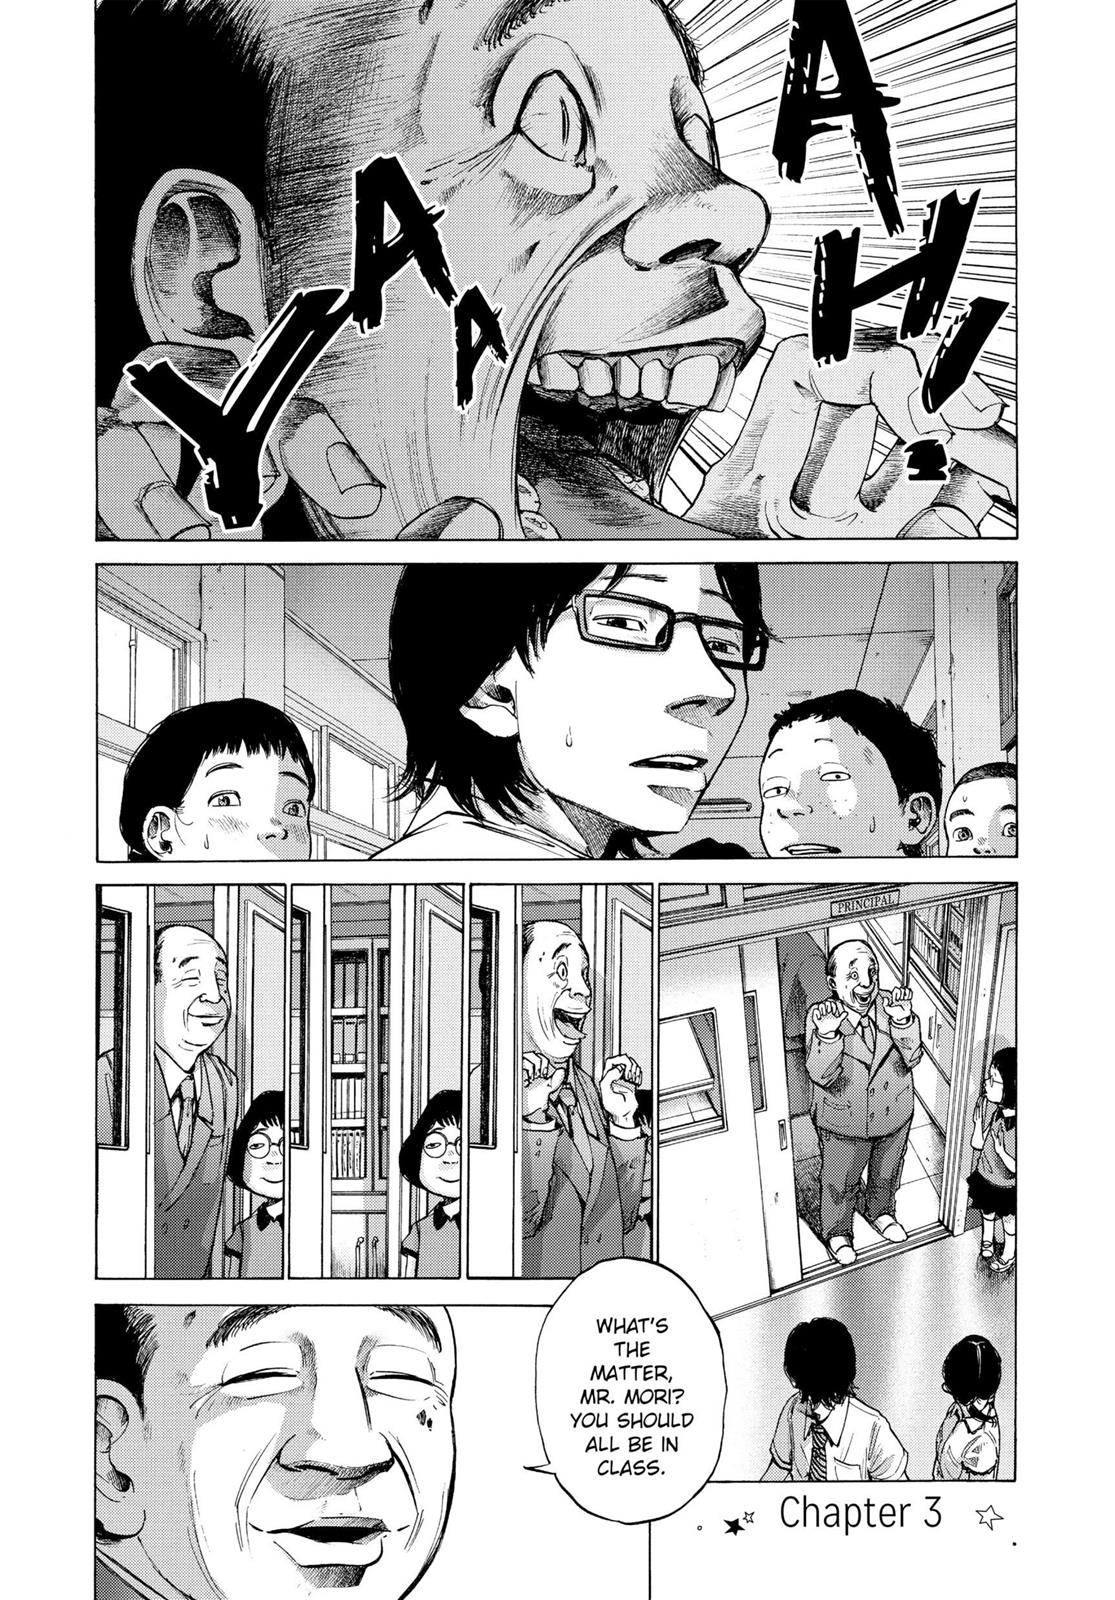 YAAAH!
PRINCIPAL
WHAT'S
THE
MATTER,
MR. MORI?
YOU SHOULD
ALL BE IN
CLASS.
Chapter 3